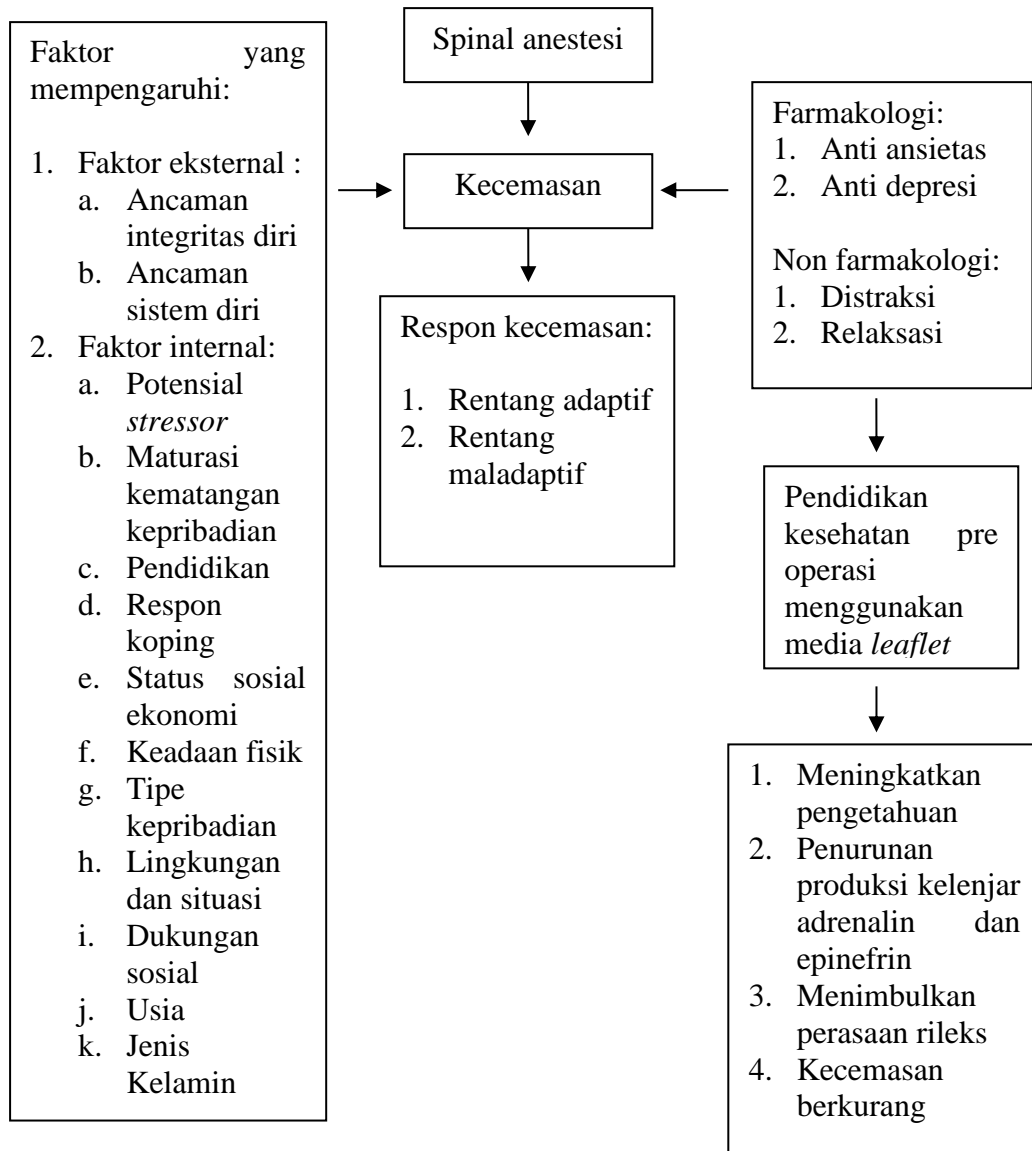 Faktor yang
mempengaruhi:
1. Faktor eksternal :
a. Ancaman
integritas diri
b. Ancaman
sistem diri
2. Faktor internal:
a. Potensial
stressor
b. Maturasi
kematangan
kepribadian
c. Pendidikan
d. Respon
koping
e. Status sosial
ekonomi
f. Keadaan fisik
g. Tipe
kepribadian
h. Lingkungan
dan situasi
i. Dukungan
sosial
j. Usia
k. Jenis
Kelamin
Spinal anestesi
Kecemasan
Respon kecemasan:
1. Rentang adaptif
2. Rentang
maladaptif
Farmakologi:
1. Anti ansietas
2. Anti depresi
Non farmakologi:
1. Distraksi
2. Relaksasi
Pendidikan
kesehatan pre
operasi
menggunakan
media leaflet
1. Meningkatkan
pengetahuan
2. Penurunan
produksi kelenjar
adrenalin dan
epinefrin
3. Menimbulkan
perasaan rileks
4. Kecemasan
berkurang